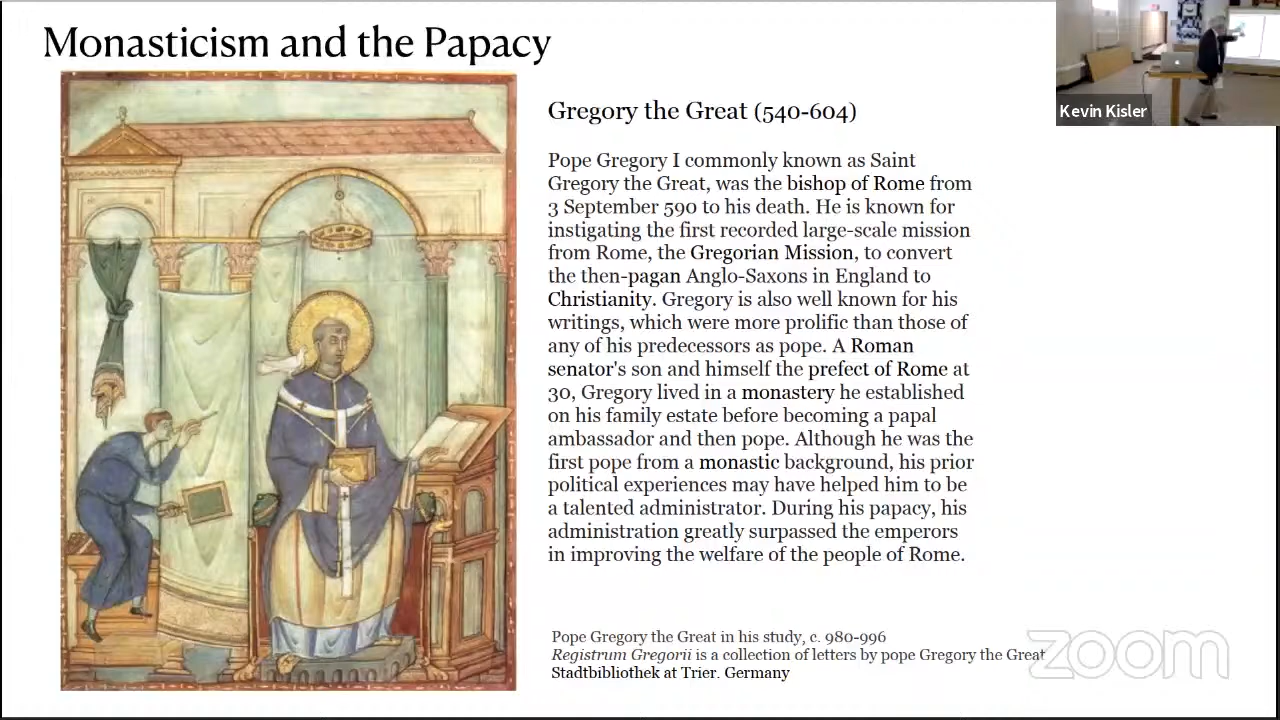 Monasticism and the Papacy
Kevin Kisler
Gregory the Great (540-604)
Pope Gregory I commonly known as Saint
Gregory the Great, was the bishop of Rome from
3 September 590 to his death. He is known for
instigating the first recorded large-scale mission
from Rome, the Gregorian Mission, to convert
the then-pagan Anglo-Saxons in England to
Christianity. Gregory is also well known for his
writings, which were more prolific than those of
any of his predecessors as pope. A Roman
senator's son and himself the prefect of Rome at
30, Gregory lived in a monastery he established
on his family estate before becoming a papal
ambassador and then pope. Although he was the
first pope from a monastic background, his prior
political experiences may have helped him to be
a talented administrator. During his papacy, his
administration greatly surpassed the emperors
in improving the welfare of the people of Rome.
Pope Gregory the Great in his study, c. 980-996
Registrum Gregorii is a collection of letters by pope Gregory the Great
Stadtbibliothek at Trier. Germany
zoom